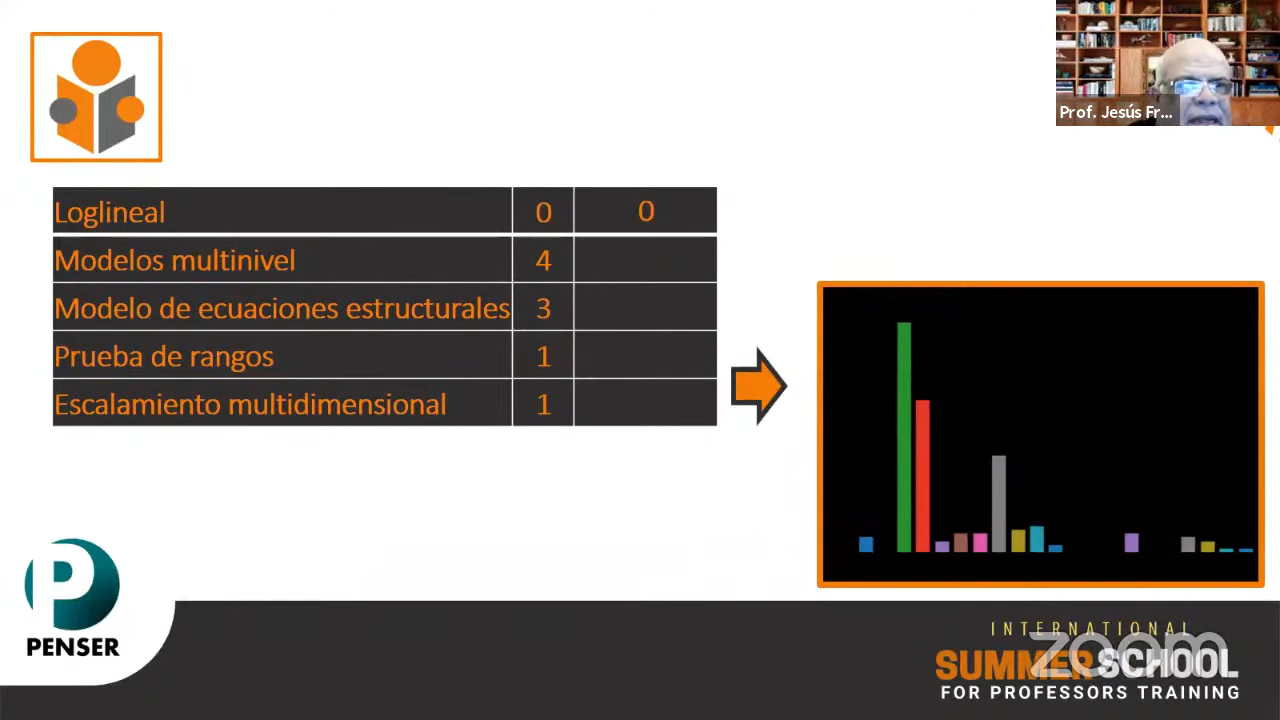 Prof. Jesús Fr...
Loglineal 0 0
Modelos multinivel 4
Modelo de ecuaciones estructurales 3
Prueba de rangos 1
Escalamiento multidimensional 1
P
PENSER
INTERNATIONAL
SUMMER SCHOOL
zoom
FOR PROFESSORS TRAINING